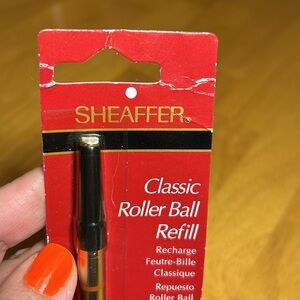 SHEAFFER®
Classic
Roller Ball
Refill
Recharge
Feutre-Bille
Classique
Repuesto
Roller Ball